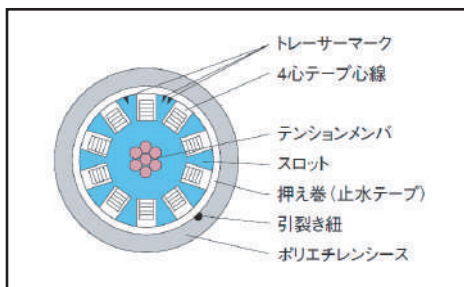 トレーサーマーク
4心テープ心線
テンションメンバ
スロット
押え巻（止水テープ）
引裂き紐
ポリエチレンシース